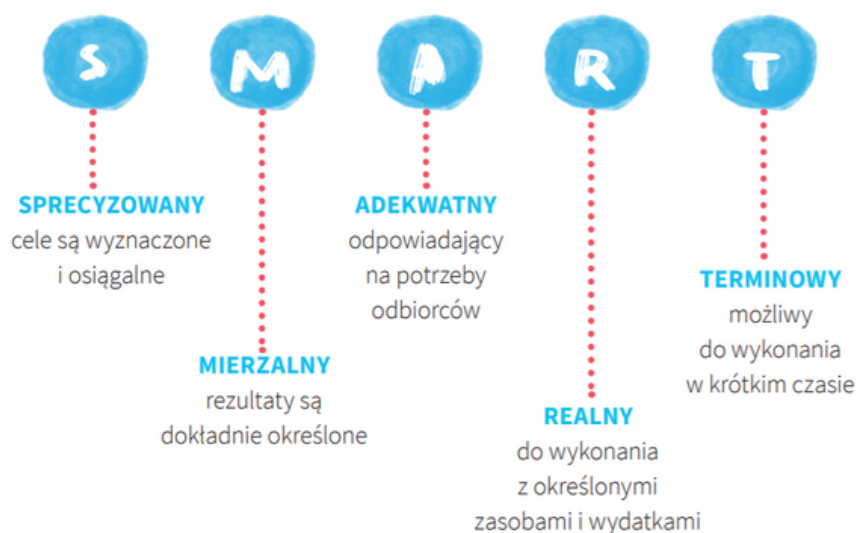 S M A R T
SPRECYZOWANY
cele są wyznaczone
i osiągalne
MIERZALNY
rezultaty są
dokładnie określone
ADEKWATNY
odpowiadający
na potrzeby
odbiorców
REALNY
do wykonania
z określonymi
zasobami i wydatkami
TERMINOWY
możliwy
do wykonania
w krótkim czasie